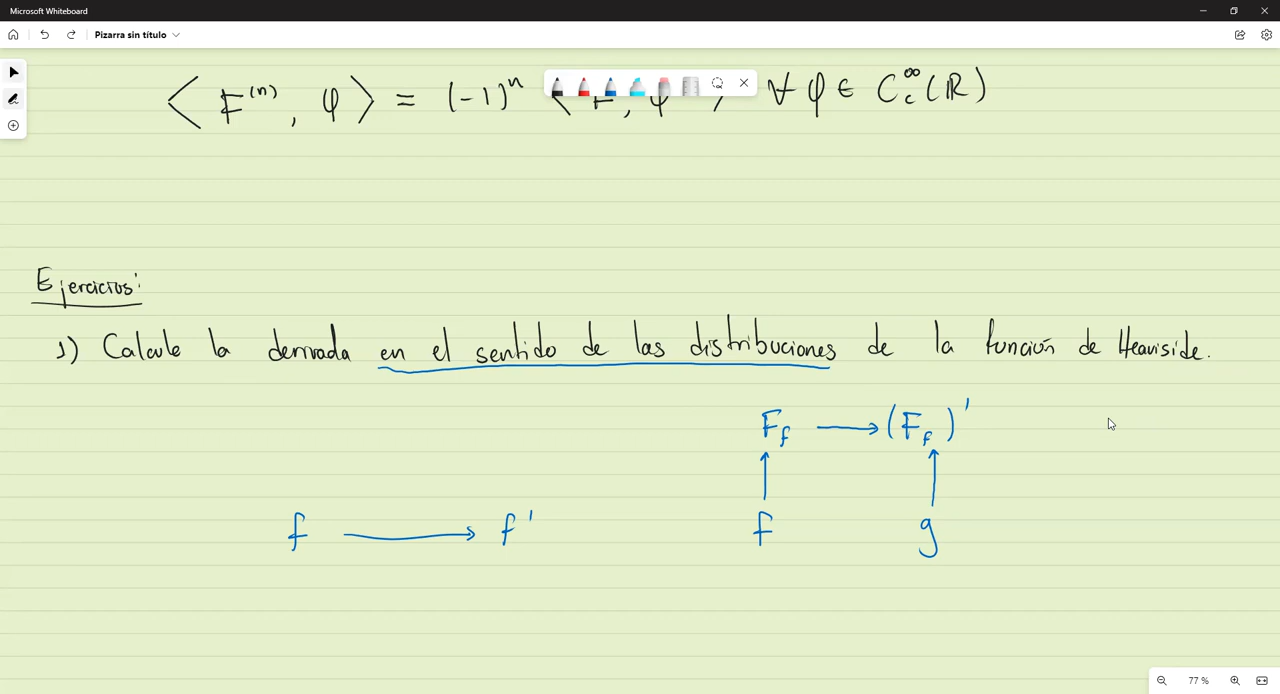 Microsoft Whiteboard
Pizarra sin título
⟨ F⁽ⁿ⁾, φ ⟩ = (-1)ⁿ ⟨ F, φ ⟩ ∀ φ ∈ C_c^∞(ℝ)
Ejercicios:
1) Calcule la derivada en el sentido de las distribuciones de la función de Heaviside.
F_f → (F_f)'
f → f' f g
77 %